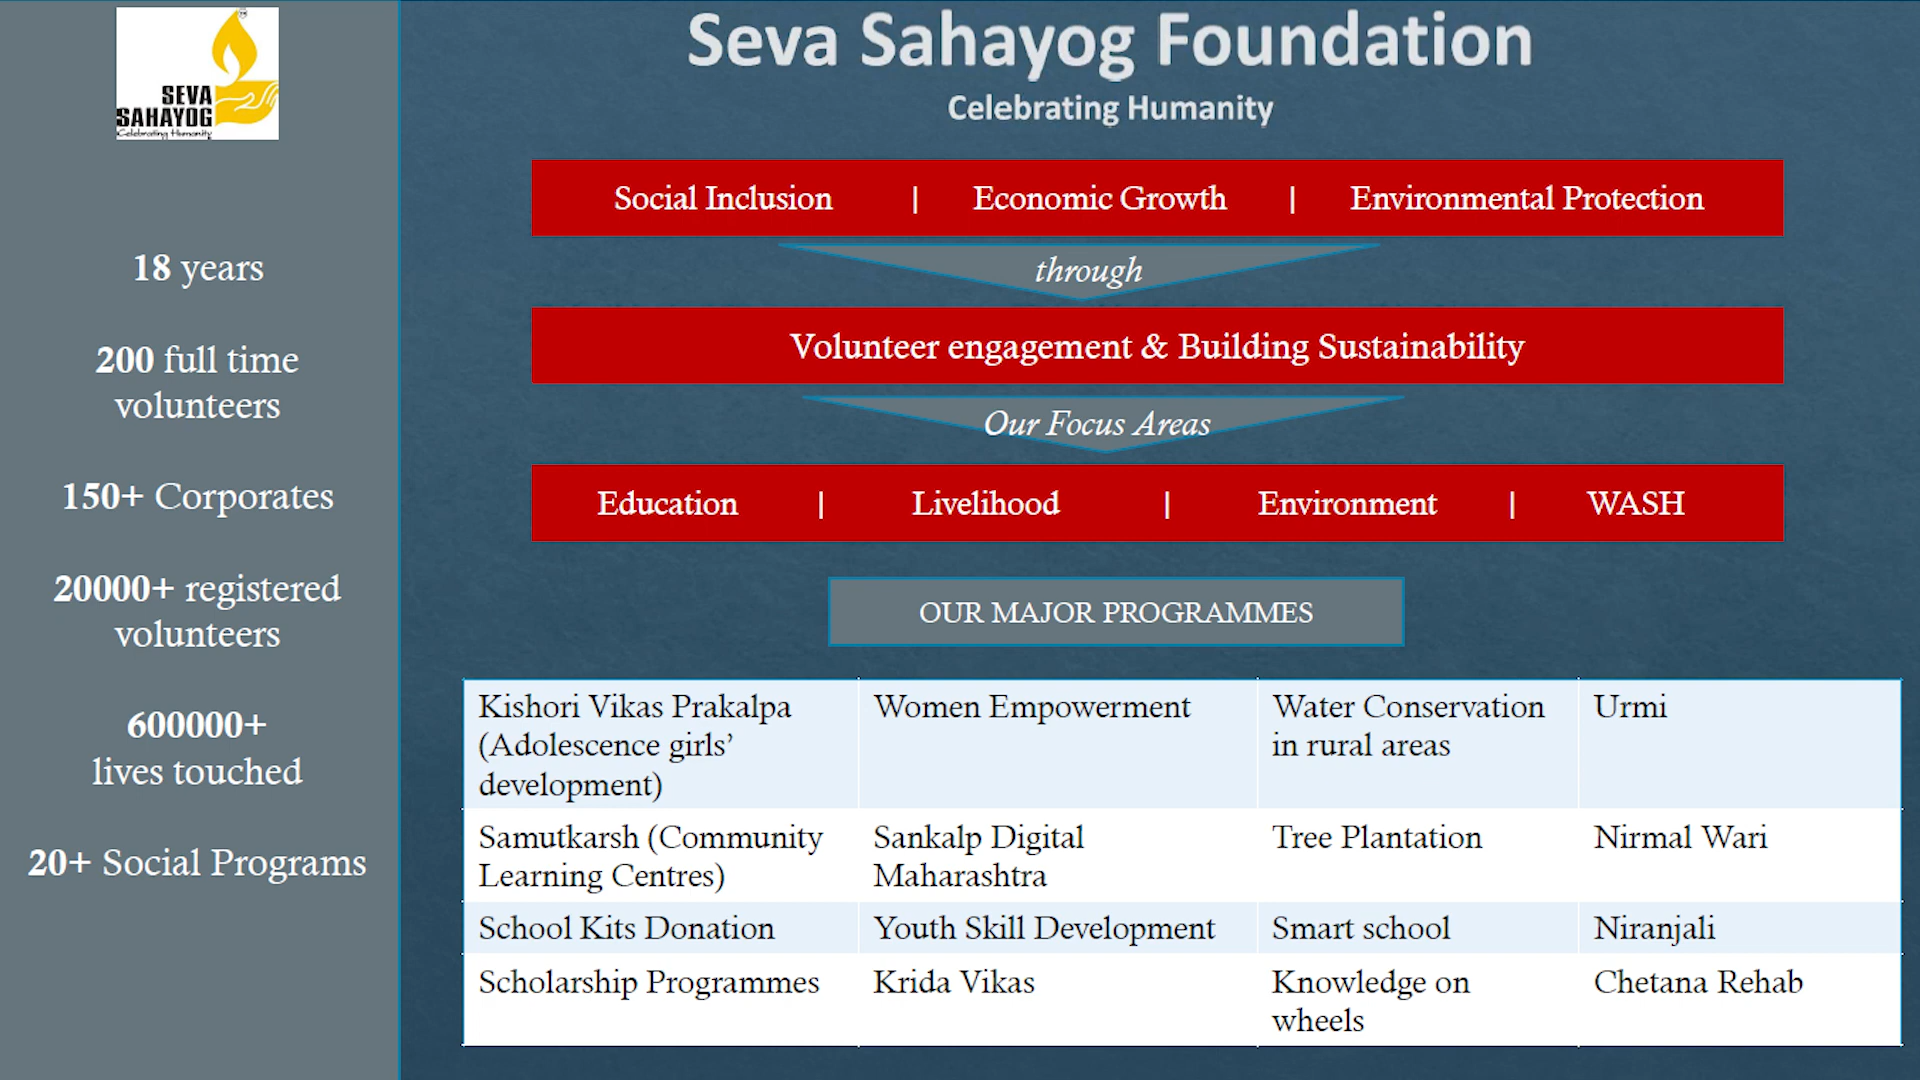 SEVA
SAHAYOG
Celebrating Humanity
18 years
200 full time
volunteers
150+ Corporates
20000+ registered
volunteers
600000+
lives touched
20+ Social Programs
Seva Sahayog Foundation
Celebrating Humanity
Social Inclusion | Economic Growth | Environmental Protection
through
Volunteer engagement & Building Sustainability
Our Focus Areas
Education | Livelihood | Environment | WASH
OUR MAJOR PROGRAMMES
Kishori Vikas Prakalpa
(Adolescence girls’
development)
Women Empowerment
Water Conservation
in rural areas
Urmi
Samutkarsh (Community
Learning Centres)
Sankalp Digital
Maharashtra
Tree Plantation
Nirmal Wari
School Kits Donation
Youth Skill Development
Smart school
Niranjali
Scholarship Programmes
Krida Vikas
Knowledge on
wheels
Chetana Rehab